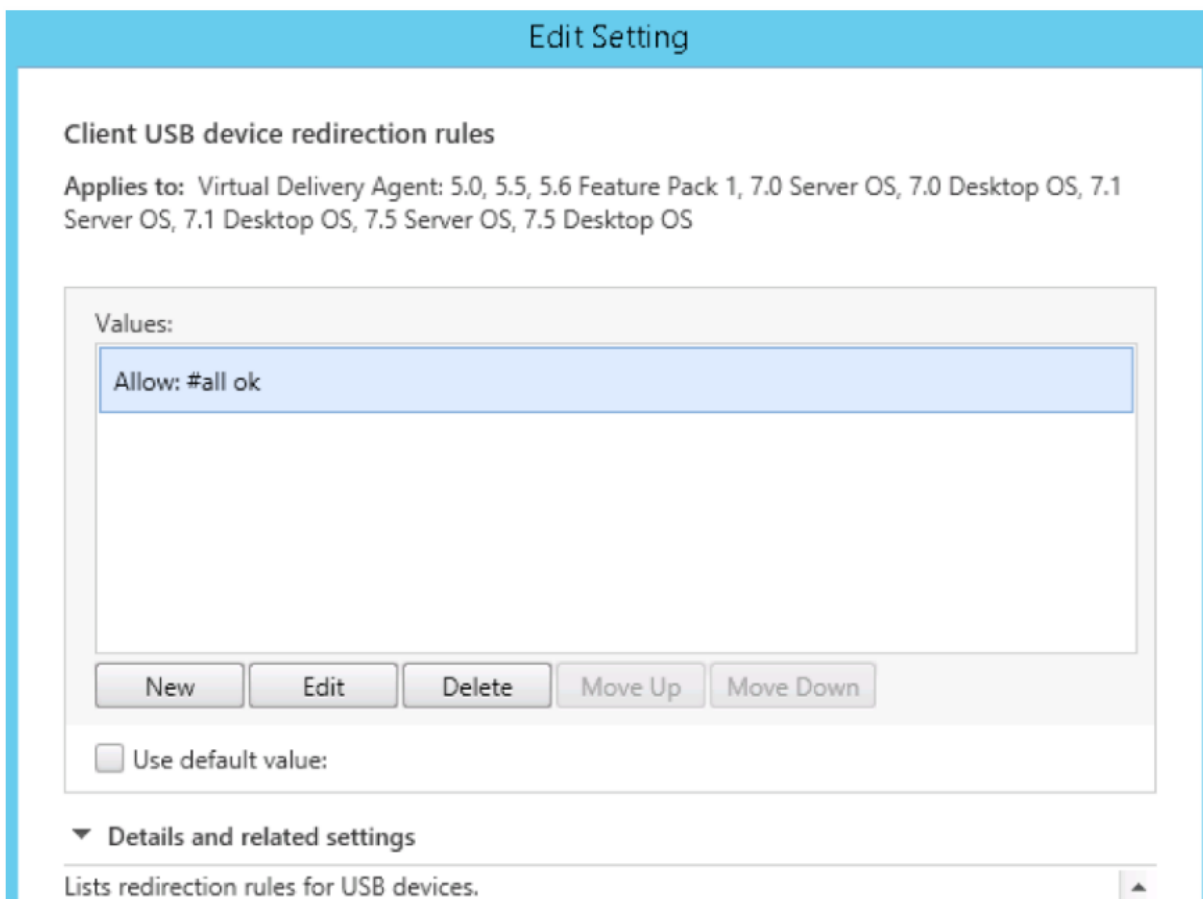 Edit Setting
Client USB device redirection rules
Applies to: Virtual Delivery Agent: 5.0, 5.5, 5.6 Feature Pack 1, 7.0 Server OS, 7.0 Desktop OS, 7.1
Server OS, 7.1 Desktop OS, 7.5 Server OS, 7.5 Desktop OS
Values:
Allow: #all ok
New Edit Delete Move Up Move Down
Use default value:
Details and related settings
Lists redirection rules for USB devices.